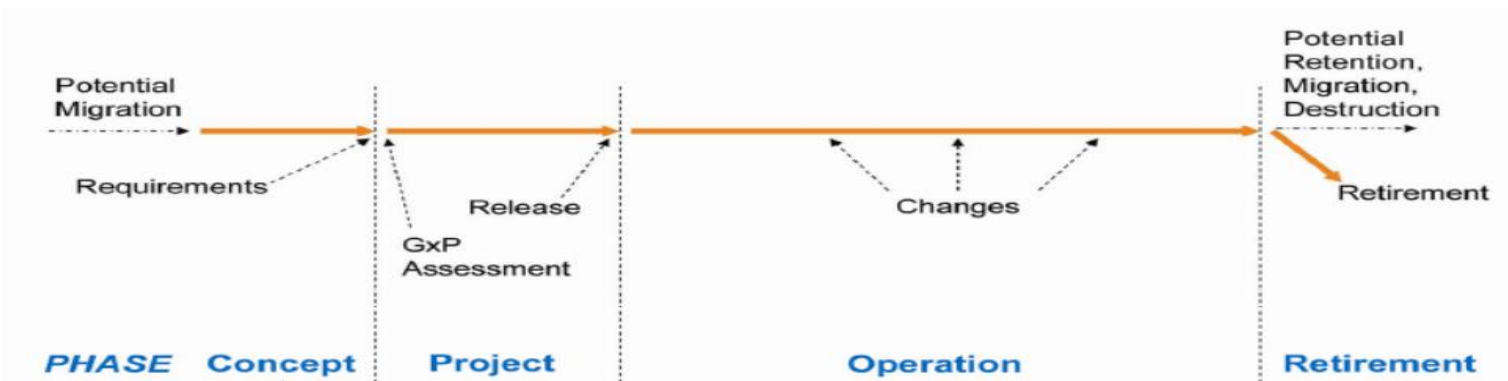 Potential
Migration
Requirements
GxP
Assessment
Release
Changes
Potential
Retention,
Migration,
Destruction
Retirement
PHASE Concept Project Operation Retirement